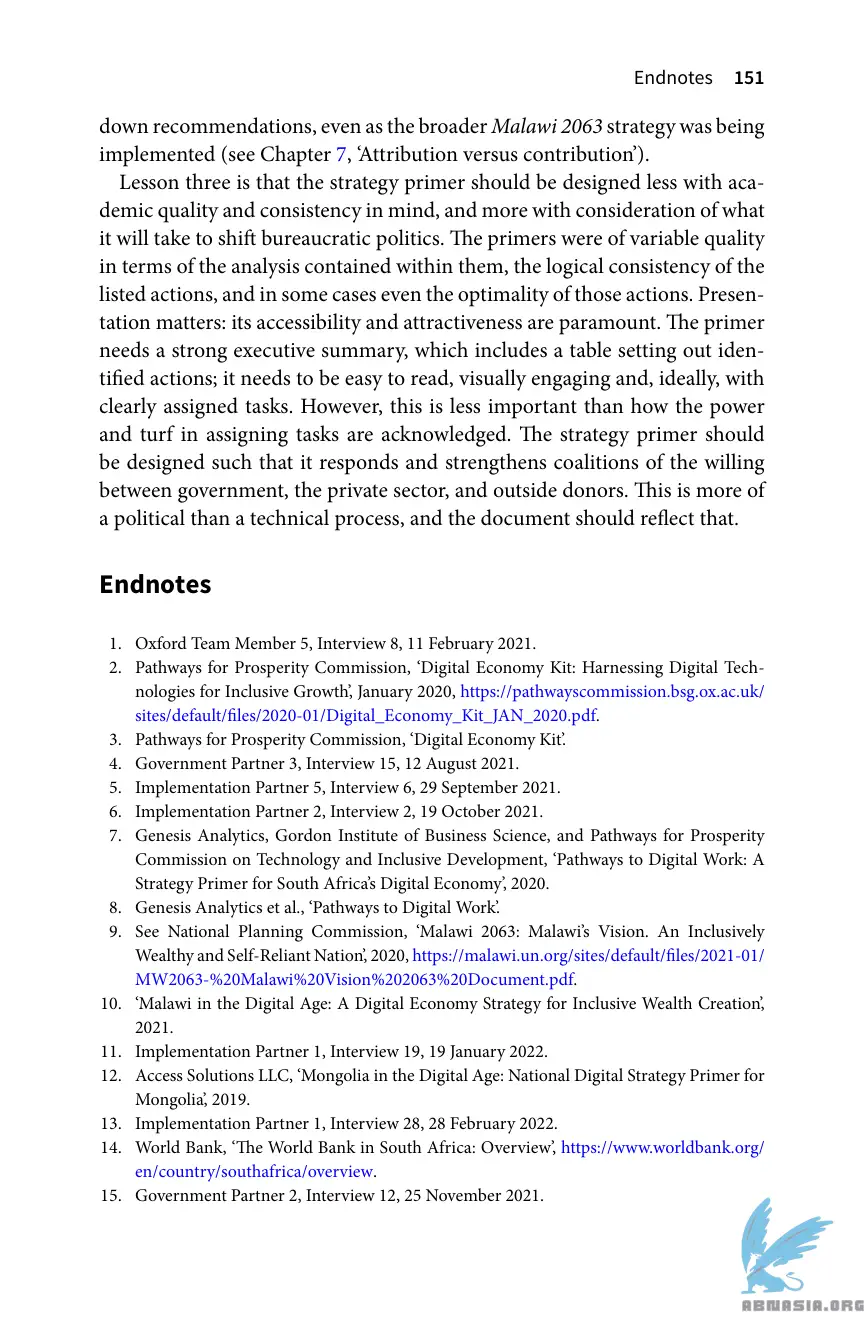 Endnotes 151
down recommendations, even as the broader Malawi 2063 strategy was being
implemented (see Chapter 7, ‘Attribution versus contribution’).
Lesson three is that the strategy primer should be designed less with aca-
demic quality and consistency in mind, and more with consideration of what
it will take to shift bureaucratic politics. The primers were of variable quality
in terms of the analysis contained within them, the logical consistency of the
listed actions, and in some cases even the optimality of those actions. Presen-
tation matters: its accessibility and attractiveness are paramount. The primer
needs a strong executive summary, which includes a table setting out iden-
tified actions; it needs to be easy to read, visually engaging and, ideally, with
clearly assigned tasks. However, this is less important than how the power
and turf in assigning tasks are acknowledged. The strategy primer should
be designed such that it responds and strengthens coalitions of the willing
between government, the private sector, and outside donors. This is more of
a political than a technical process, and the document should reflect that.
Endnotes
1. Oxford Team Member 5, Interview 8, 11 February 2021.
2. Pathways for Prosperity Commission, ‘Digital Economy Kit: Harnessing Digital Tech-
nologies for Inclusive Growth’, January 2020, https://pathwayscommission.bsg.ox.ac.uk/
sites/default/files/2020-01/Digital_Economy_Kit_JAN_2020.pdf.
3. Pathways for Prosperity Commission, ‘Digital Economy Kit’.
4. Government Partner 3, Interview 15, 12 August 2021.
5. Implementation Partner 5, Interview 6, 29 September 2021.
6. Implementation Partner 2, Interview 2, 19 October 2021.
7. Genesis Analytics, Gordon Institute of Business Science, and Pathways for Prosperity
Commission on Technology and Inclusive Development, ‘Pathways to Digital Work: A
Strategy Primer for South Africa’s Digital Economy’, 2020.
8. Genesis Analytics et al., ‘Pathways to Digital Work’.
9. See National Planning Commission, ‘Malawi 2063: Malawi’s Vision. An Inclusively
Wealthy and Self-Reliant Nation’, 2020, https://malawi.un.org/sites/default/files/2021-01/
MW2063-%20Malawi%20Vision%202063%20Document.pdf.
10. ‘Malawi in the Digital Age: A Digital Economy Strategy for Inclusive Wealth Creation’,
2021.
11. Implementation Partner 1, Interview 19, 19 January 2022.
12. Access Solutions LLC, ‘Mongolia in the Digital Age: National Digital Strategy Primer for
Mongolia’, 2019.
13. Implementation Partner 1, Interview 28, 28 February 2022.
14. World Bank, ‘The World Bank in South Africa: Overview’, https://www.worldbank.org/
en/country/southafrica/overview.
15. Government Partner 2, Interview 12, 25 November 2021.
ABNASIA.ORG